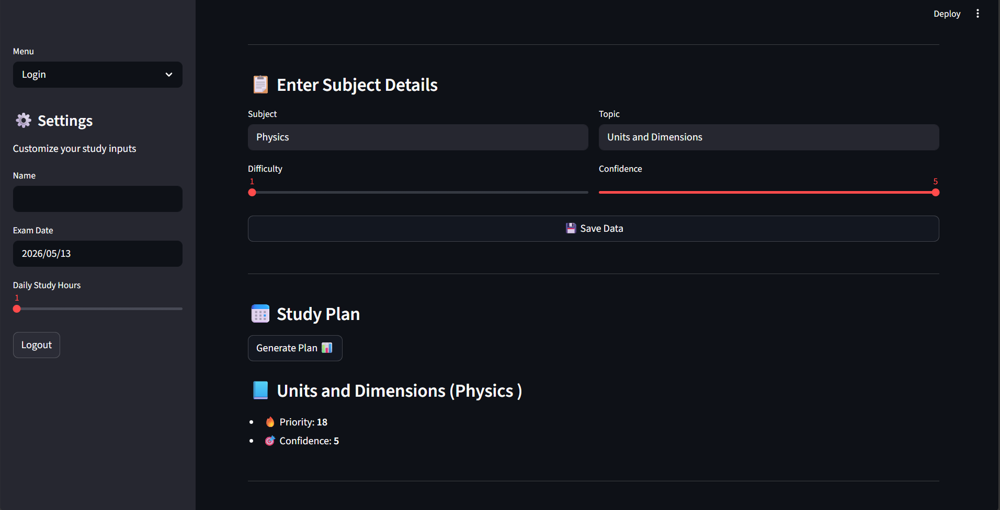 Deploy
Menu
Login
Settings
Customize your study inputs
Name
Exam Date
2026/05/13
Daily Study Hours
1
Logout
Enter Subject Details
Subject
Topic
Physics
Units and Dimensions
Difficulty
Confidence
1
5
Save Data
Study Plan
Generate Plan
Units and Dimensions (Physics )
Priority: 18
Confidence: 5